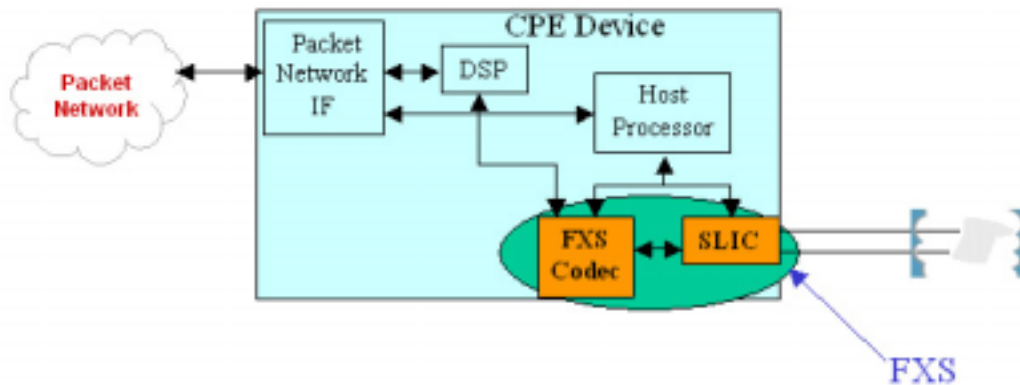 CPE Device
Packet
Network
Packet
Network
IF
DSP
Host
Processor
FXS
Codec
SLIC
FXS